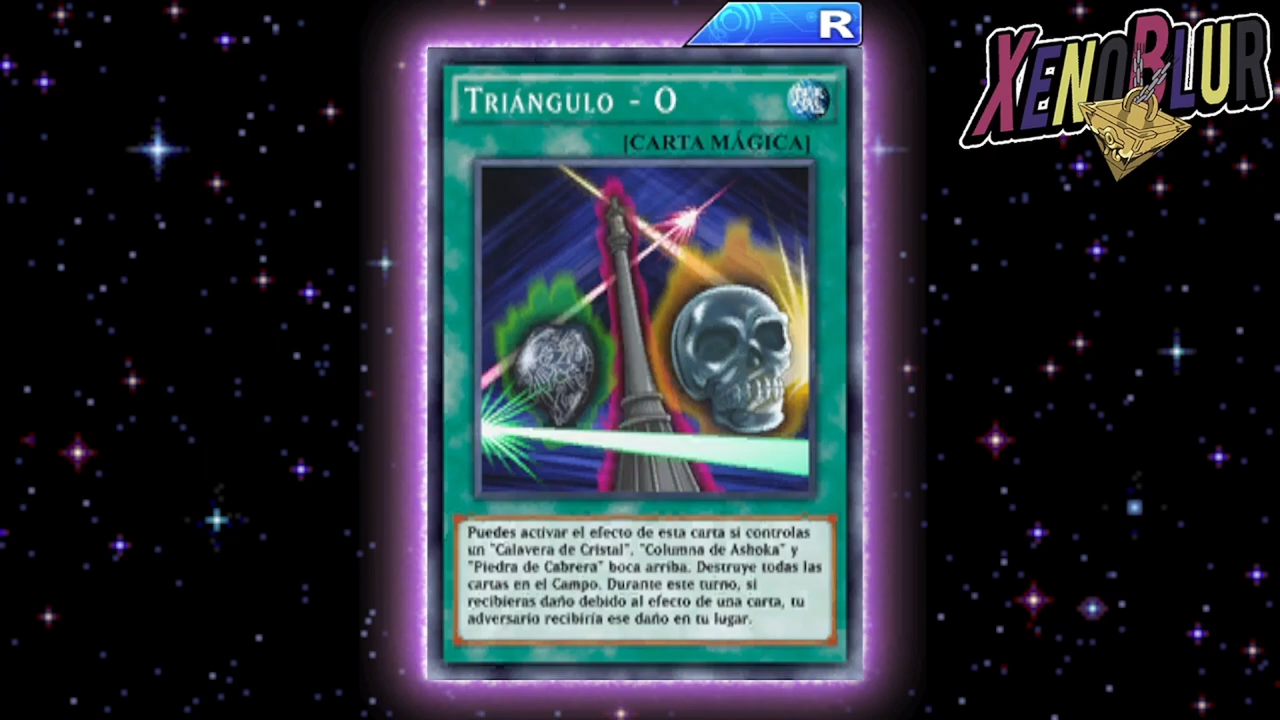 R
XENOBLUR
TRIÁNGULO - O
[CARTA MÁGICA]
Puedes activar el efecto de esta carta si controlas
un "Calavera de Cristal", "Columna de Ashoka" y
"Piedra de Cabrera" boca arriba. Destruye todas las
cartas en el Campo. Durante este turno, si
recibieras daño debido al efecto de una carta, tu
adversario recibiría ese daño en tu lugar.